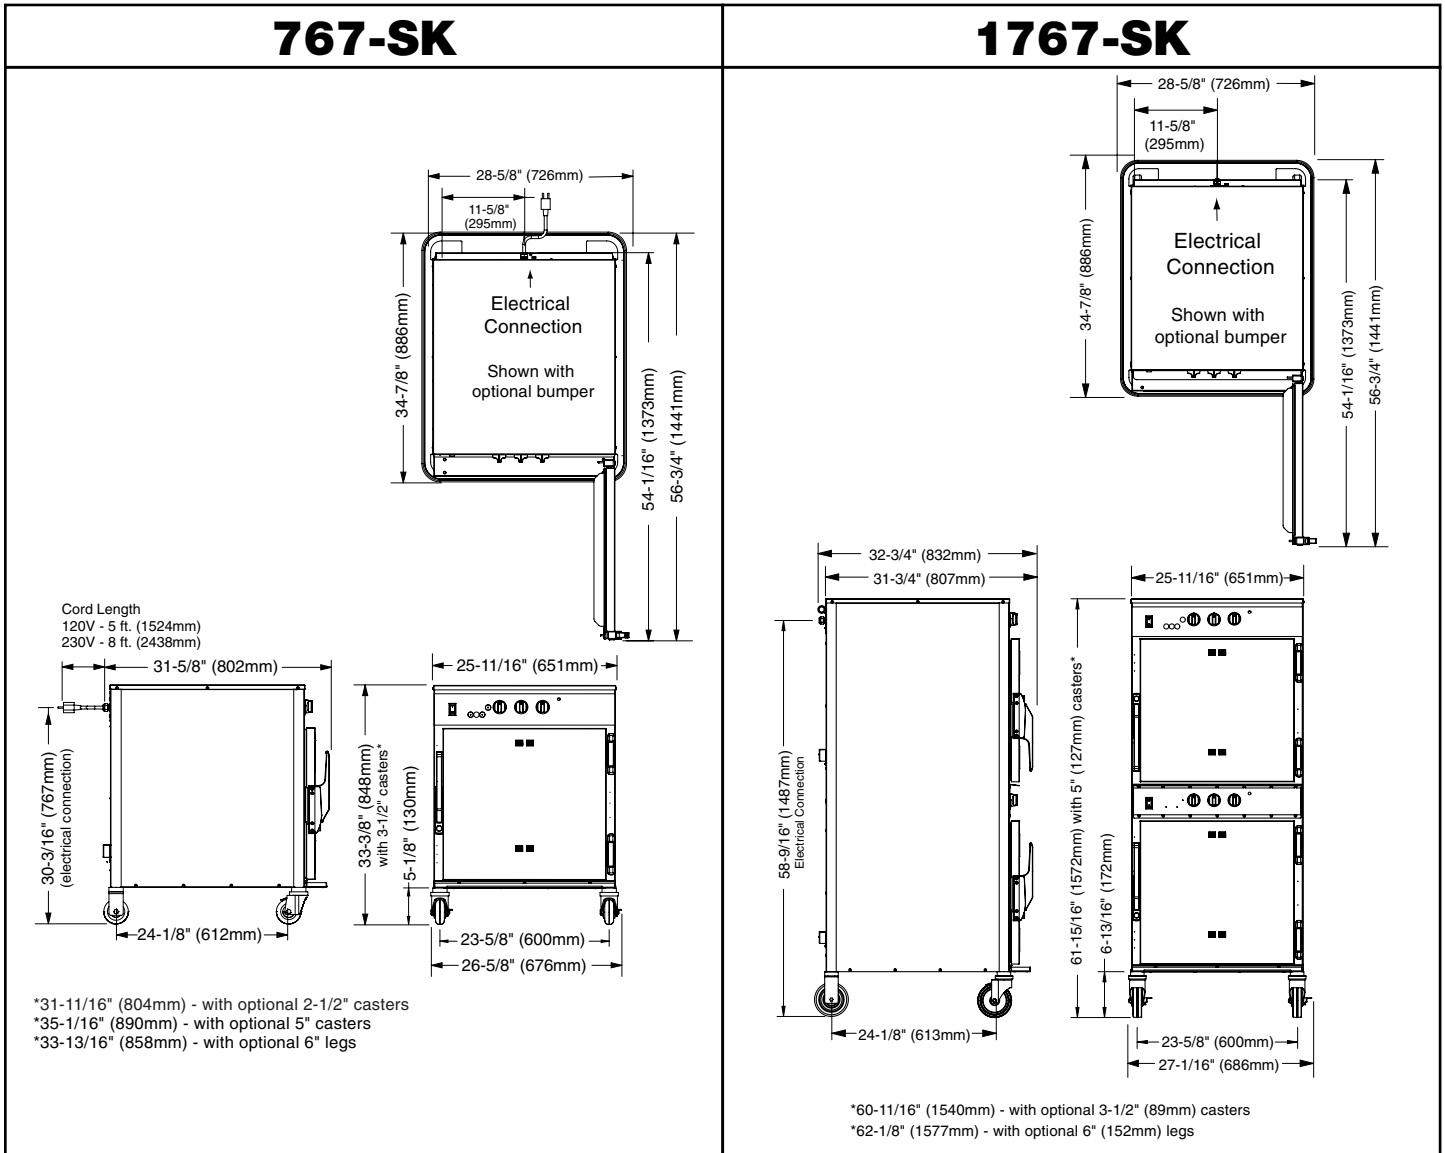 767-SK
28-5/8" (726mm)
11-5/8"
(295mm)
Electrical
Connection
Shown with
optional bumper
34-7/8" (886mm)
54-1/16" (1373mm)
56-3/4" (1441mm)
Cord Length
120V - 5 ft. (1524mm)
230V - 8 ft. (2438mm)
31-5/8" (802mm)
30-3/16" (767mm)
(electrical connection)
24-1/8" (612mm)
25-11/16" (651mm)
33-3/8" (848mm)
with 3-1/2" casters*
5-1/8" (130mm)
23-5/8" (600mm)
26-5/8" (676mm)
*31-11/16" (804mm) - with optional 2-1/2" casters
*35-1/16" (890mm) - with optional 5" casters
*33-13/16" (858mm) - with optional 6" legs
1767-SK
28-5/8" (726mm)
11-5/8"
(295mm)
Electrical
Connection
Shown with
optional bumper
34-7/8" (886mm)
54-1/16" (1373mm)
56-3/4" (1441mm)
32-3/4" (832mm)
31-3/4" (807mm)
58-9/16" (1487mm)
Electrical Connection
24-1/8" (613mm)
25-11/16" (651mm)
61-15/16" (1572mm) with 5" (127mm) casters*
6-13/16" (172mm)
23-5/8" (600mm)
27-1/16" (686mm)
*60-11/16" (1540mm) - with optional 3-1/2" (89mm) casters
*62-1/8" (1577mm) - with optional 6" (152mm) legs